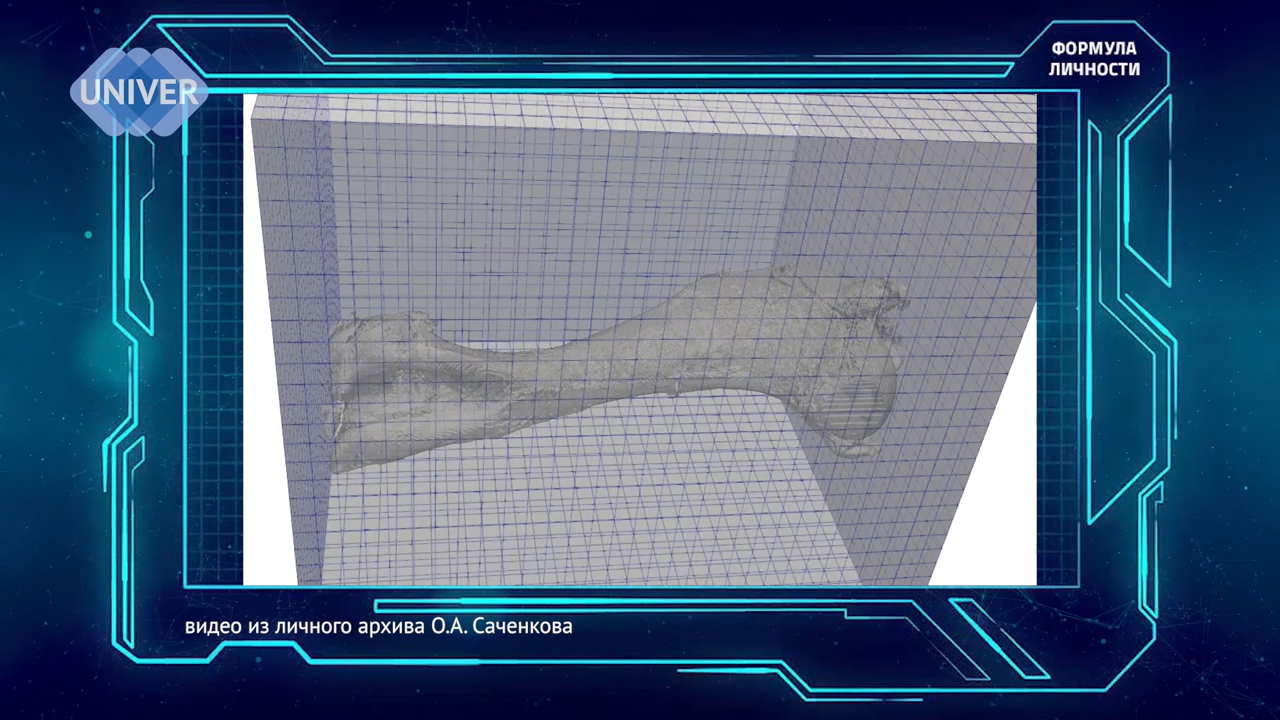 UNIVER
ФОРМУЛА
ЛИЧНОСТИ
видео из личного архива О.А. Саченкова